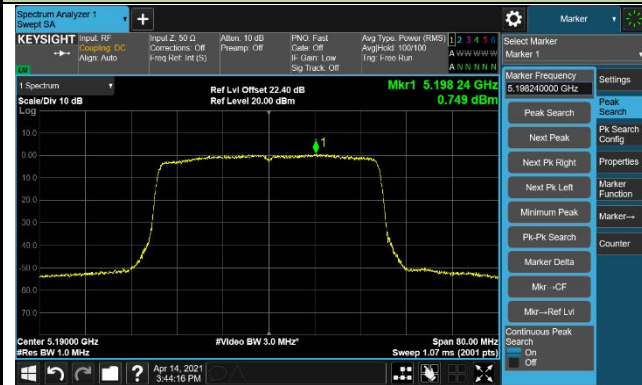 Spectrum Analyzer 1
Swept SA
+
Marker
KEYSIGHT
Input: RF
Coupling: DC
Align: Auto
Input Z: 50 Ω
Corrections: Off
Freq Ref: Int (S)
Atten: 10 dB
Preamp: Off
PNO: Fast
Gate: Off
IF Gain: Low
Sig Track: Off
Avg Type: Power (RMS)
Avg|Hold: 100/100
Trig: Free Run
1 2 3 4 5 6
A W W W W W
A N N N N N
Select Marker
Marker 1
LXI
1 Spectrum
Scale/Div 10 dB
Log
Ref Lvl Offset 22.40 dB
Ref Level 20.00 dBm
Mkr1 5.198 24 GHz
0.749 dBm
Marker Frequency
5.198240000 GHz
Peak Search
Next Peak
Next Pk Right
Next Pk Left
Minimum Peak
Pk-Pk Search
Marker Delta
Mkr→CF
Mkr→Ref Lvl
Continuous Peak
Search
On
Off
Settings
Peak
Search
Pk Search
Config
Properties
Marker
Function
Marker→
Counter
1
10.0
0.00
-10.0
-20.0
-30.0
-40.0
-50.0
-60.0
-70.0
Center 5.19000 GHz
#Res BW 1.0 MHz
#Video BW 3.0 MHz*
Span 80.00 MHz
Sweep 1.07 ms (2001 pts)
?
Apr 14, 2021
3:44:16 PM